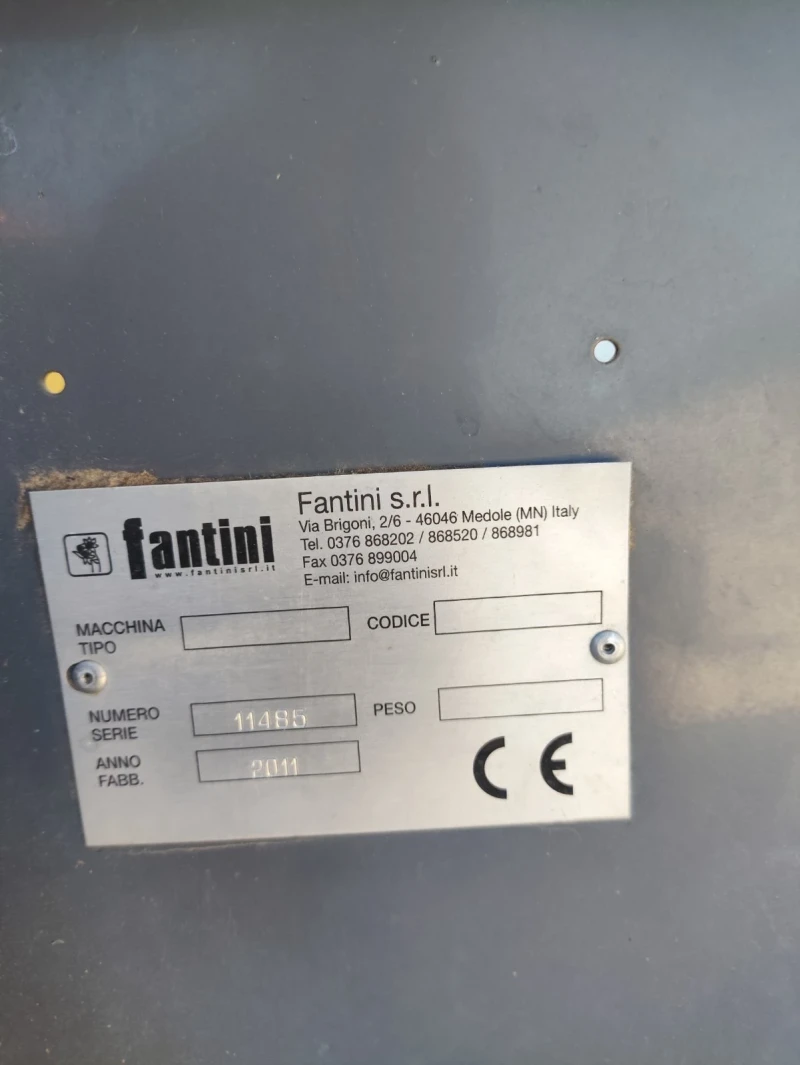 fantini
www.fantinisrl.it
Fantini s.r.l.
Via Brigoni, 2/6 - 46046 Medole (MN) Italy
Tel. 0376 868202 / 868520 / 868981
Fax 0376 899004
E-mail: info@fantinisrl.it
MACCHINA
TIPO
CODICE
NUMERO
SERIE
11485
PESO
ANNO
FABB.
2011
CE